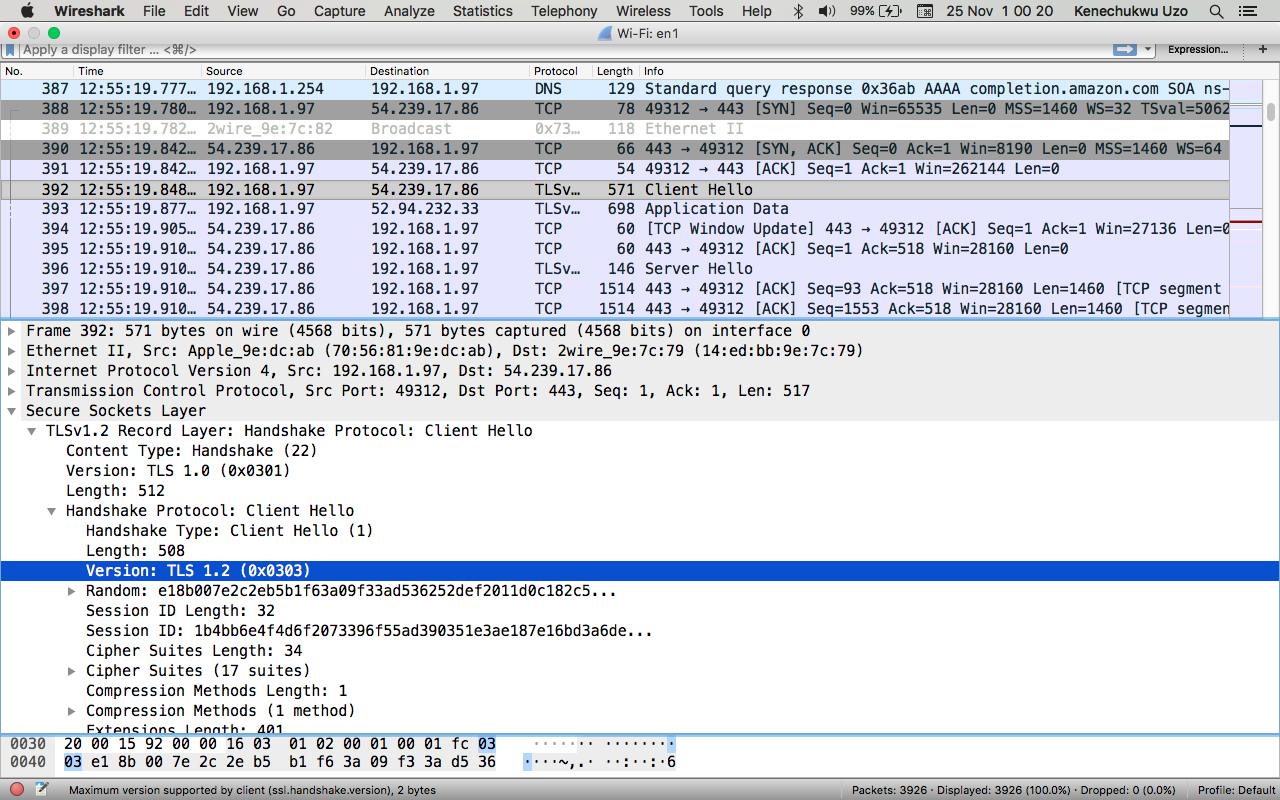 Wireshark File Edit View Go Capture Analyze Statistics Telephony Wireless Tools Help 99% 25 Nov 1 00 20 Kenechukwu Uzo
Wi-Fi: en1
Apply a display filter ... <⌘/> Expression... +
No. Time Source Destination Protocol Length Info
387 12:55:19.777… 192.168.1.254 192.168.1.97 DNS 129 Standard query response 0x36ab AAAA completion.amazon.com SOA ns-
388 12:55:19.780… 192.168.1.97 54.239.17.86 TCP 78 49312 → 443 [SYN] Seq=0 Win=65535 Len=0 MSS=1460 WS=32 TSval=5062
389 12:55:19.782… 2wire_9e:7c:82 Broadcast 0x73… 118 Ethernet II
390 12:55:19.842… 54.239.17.86 192.168.1.97 TCP 66 443 → 49312 [SYN, ACK] Seq=0 Ack=1 Win=8190 Len=0 MSS=1460 WS=64
391 12:55:19.842… 192.168.1.97 54.239.17.86 TCP 54 49312 → 443 [ACK] Seq=1 Ack=1 Win=262144 Len=0
392 12:55:19.848… 192.168.1.97 54.239.17.86 TLSv… 571 Client Hello
393 12:55:19.877… 192.168.1.97 52.94.232.33 TLSv… 698 Application Data
394 12:55:19.905… 54.239.17.86 192.168.1.97 TCP 60 [TCP Window Update] 443 → 49312 [ACK] Seq=1 Ack=1 Win=27136 Len=0
395 12:55:19.910… 54.239.17.86 192.168.1.97 TCP 60 443 → 49312 [ACK] Seq=1 Ack=518 Win=28160 Len=0
396 12:55:19.910… 54.239.17.86 192.168.1.97 TLSv… 146 Server Hello
397 12:55:19.910… 54.239.17.86 192.168.1.97 TCP 1514 443 → 49312 [ACK] Seq=93 Ack=518 Win=28160 Len=1460 [TCP segment
398 12:55:19.910… 54.239.17.86 192.168.1.97 TCP 1514 443 → 49312 [ACK] Seq=1553 Ack=518 Win=28160 Len=1460 [TCP segmen
Frame 392: 571 bytes on wire (4568 bits), 571 bytes captured (4568 bits) on interface 0
Ethernet II, Src: Apple_9e:dc:ab (70:56:81:9e:dc:ab), Dst: 2wire_9e:7c:79 (14:ed:bb:9e:7c:79)
Internet Protocol Version 4, Src: 192.168.1.97, Dst: 54.239.17.86
Transmission Control Protocol, Src Port: 49312, Dst Port: 443, Seq: 1, Ack: 1, Len: 517
Secure Sockets Layer
TLSv1.2 Record Layer: Handshake Protocol: Client Hello
Content Type: Handshake (22)
Version: TLS 1.0 (0x0301)
Length: 512
Handshake Protocol: Client Hello
Handshake Type: Client Hello (1)
Length: 508
Version: TLS 1.2 (0x0303)
Random: e18b007e2c2eb5b1f63a09f33ad536252def2011d0c182c5...
Session ID Length: 32
Session ID: 1b4bb6e4f4d6f2073396f55ad390351e3ae187e16bd3a6de...
Cipher Suites Length: 34
Cipher Suites (17 suites)
Compression Methods Length: 1
Compression Methods (1 method)
Extensions Length: 401
0030 20 00 15 92 00 00 16 03 01 02 00 01 00 01 fc 03 ········ ········
0040 03 e1 8b 00 7e 2c 2e b5 b1 f6 3a 09 f3 3a d5 36 ····~,.· ··:··:·6
Maximum version supported by client (ssl.handshake.version), 2 bytes Packets: 3926 · Displayed: 3926 (100.0%) · Dropped: 0 (0.0%) Profile: Default